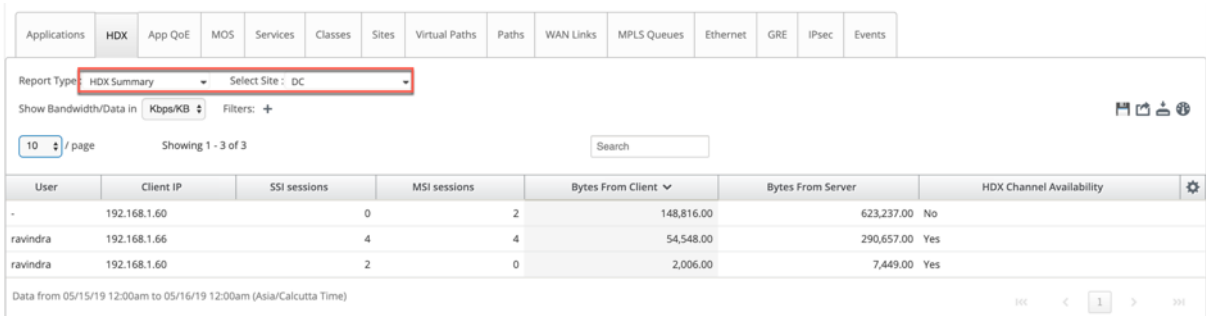 Applications HDX App QoE MOS Services Classes Sites Virtual Paths Paths WAN Links MPLS Queues Ethernet GRE IPsec Events
Report Type: HDX Summary Select Site : DC
Show Bandwidth/Data in Kbps/KB Filters: +
10 / page Showing 1 - 3 of 3 Search
User Client IP SSI sessions MSI sessions Bytes From Client Bytes From Server HDX Channel Availability
- 192.168.1.60 0 2 148,816.00 623,237.00 No
ravindra 192.168.1.66 4 4 54,548.00 290,657.00 Yes
ravindra 192.168.1.60 2 0 2,006.00 7,449.00 Yes
Data from 05/15/19 12:00am to 05/16/19 12:00am (Asia/Calcutta Time) 1